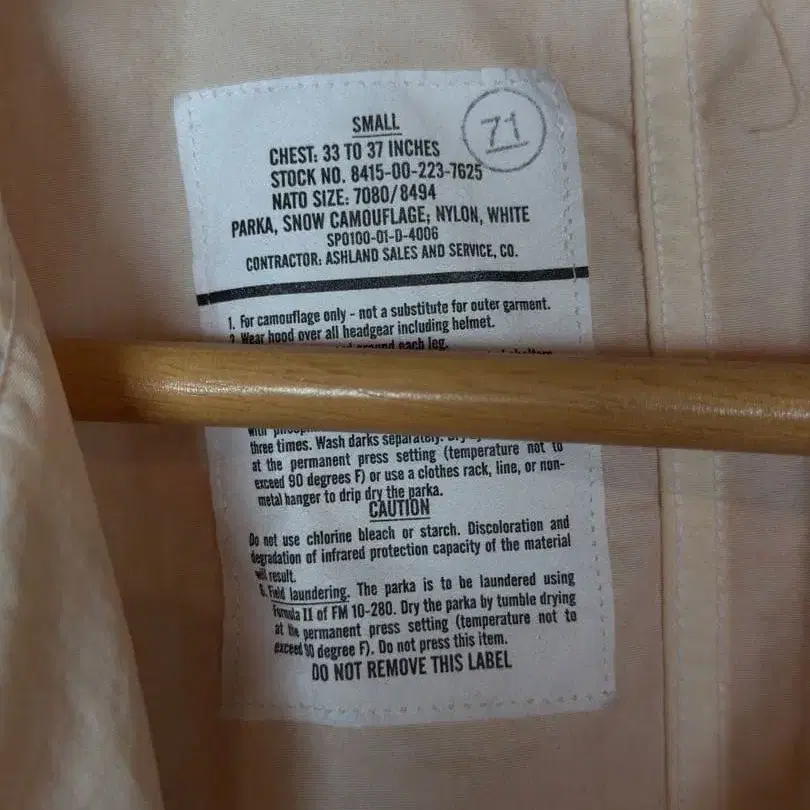 SMALL
71
CHEST: 33 TO 37 INCHES
STOCK NO. 8415-00-223-7625
NATO SIZE: 7080/8494
PARKA, SNOW CAMOUFLAGE; NYLON, WHITE
SP0100-01-D-4006
CONTRACTOR: ASHLAND SALES AND SERVICE, CO.
1. For camouflage only - not a substitute for outer garment.
2. Wear hood over all headgear including helmet.
around each leg.
with
three times. Wash darks separately.
at the permanent press setting (temperature not to
exceed 90 degrees F) or use a clothes rack, line, or non-
metal hanger to drip dry the parka.
CAUTION
Do not use chlorine bleach or starch. Discoloration and
degradation of infrared protection capacity of the material
will result.
6. Field laundering. The parka is to be laundered using
Formula II of FM 10-280. Dry the parka by tumble drying
at the permanent press setting (temperature not to
exceed 90 degree F). Do not press this item.
DO NOT REMOVE THIS LABEL